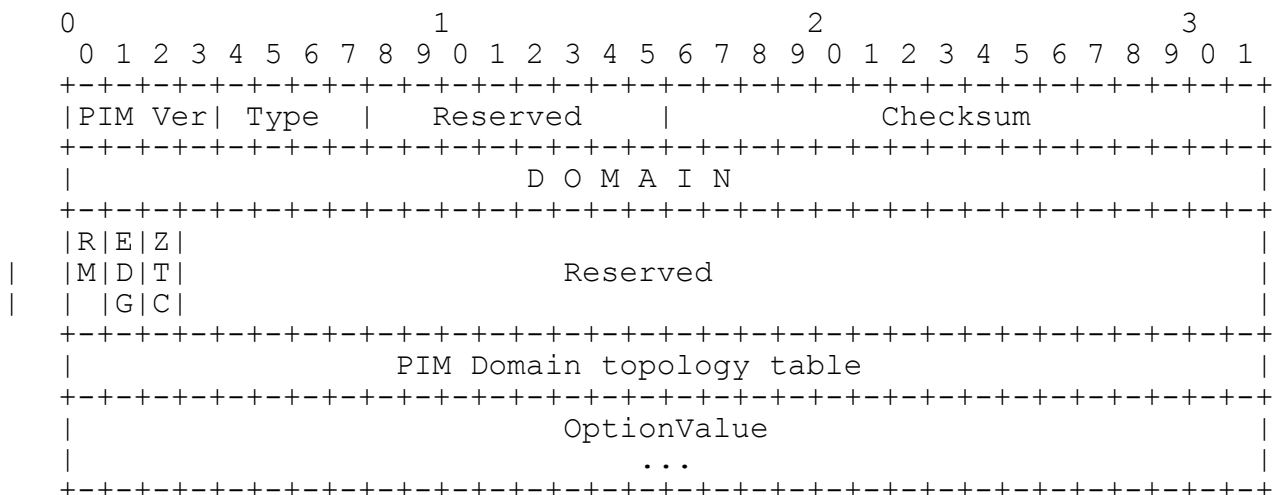 0                   1                   2                   3
     0 1 2 3 4 5 6 7 8 9 0 1 2 3 4 5 6 7 8 9 0 1 2 3 4 5 6 7 8 9 0 1
    +-+-+-+-+-+-+-+-+-+-+-+-+-+-+-+-+-+-+-+-+-+-+-+-+-+-+-+-+-+-+-+-+
    |PIM Ver| Type  |   Reserved    |           Checksum            |
    +-+-+-+-+-+-+-+-+-+-+-+-+-+-+-+-+-+-+-+-+-+-+-+-+-+-+-+-+-+-+-+-+
    |                        D O M A I N                            |
    +-+-+-+-+-+-+-+-+-+-+-+-+-+-+-+-+-+-+-+-+-+-+-+-+-+-+-+-+-+-+-+-+
    |R|E|Z|                                                         |
|   |M|D|T|                    Reserved                             |
|   | |G|C|                                                         |
    +-+-+-+-+-+-+-+-+-+-+-+-+-+-+-+-+-+-+-+-+-+-+-+-+-+-+-+-+-+-+-+-+
    |                 PIM Domain topology table                     |
    +-+-+-+-+-+-+-+-+-+-+-+-+-+-+-+-+-+-+-+-+-+-+-+-+-+-+-+-+-+-+-+-+
    |                          OptionValue                          |
    |                              ...                              |
    +-+-+-+-+-+-+-+-+-+-+-+-+-+-+-+-+-+-+-+-+-+-+-+-+-+-+-+-+-+-+-+-+